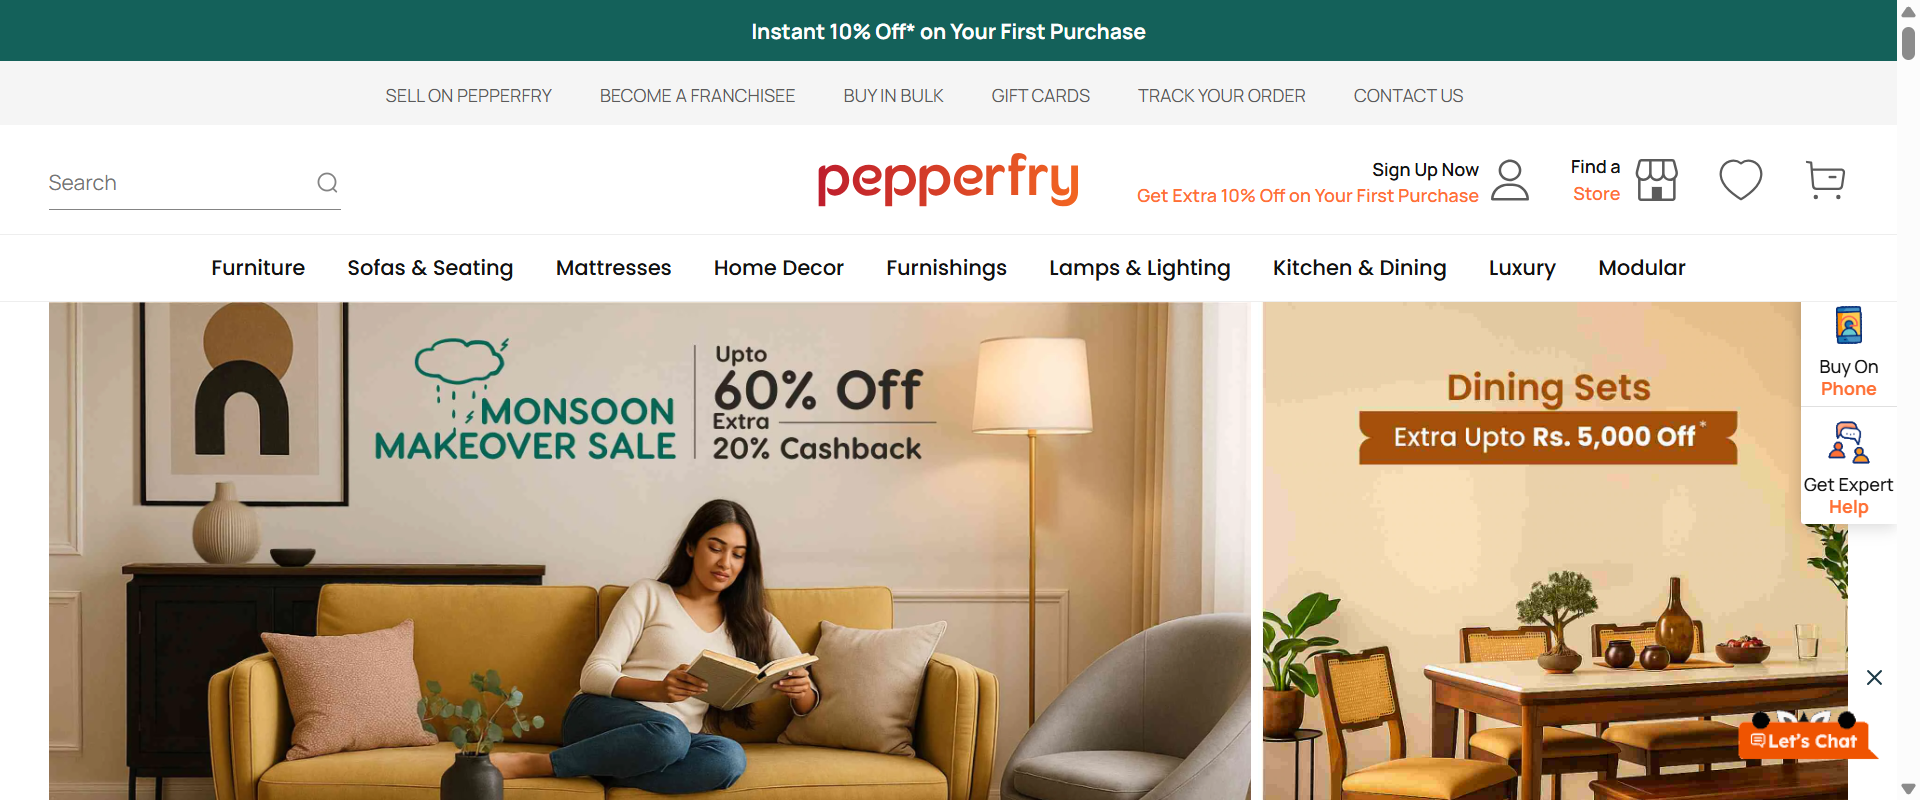 Instant 10% Off* on Your First Purchase
SELL ON PEPPERFRY
BECOME A FRANCHISEE
BUY IN BULK
GIFT CARDS
TRACK YOUR ORDER
CONTACT US
Search
pepperfry
Sign Up Now
Get Extra 10% Off on Your First Purchase
Find a
Store
Furniture
Sofas & Seating
Mattresses
Home Decor
Furnishings
Lamps & Lighting
Kitchen & Dining
Luxury
Modular
MONSOON
MAKEOVER SALE
Upto
60% Off
Extra
20% Cashback
Dining Sets
Extra Upto Rs. 5,000 Off*
Buy On
Phone
Get Expert
Help
Let's Chat